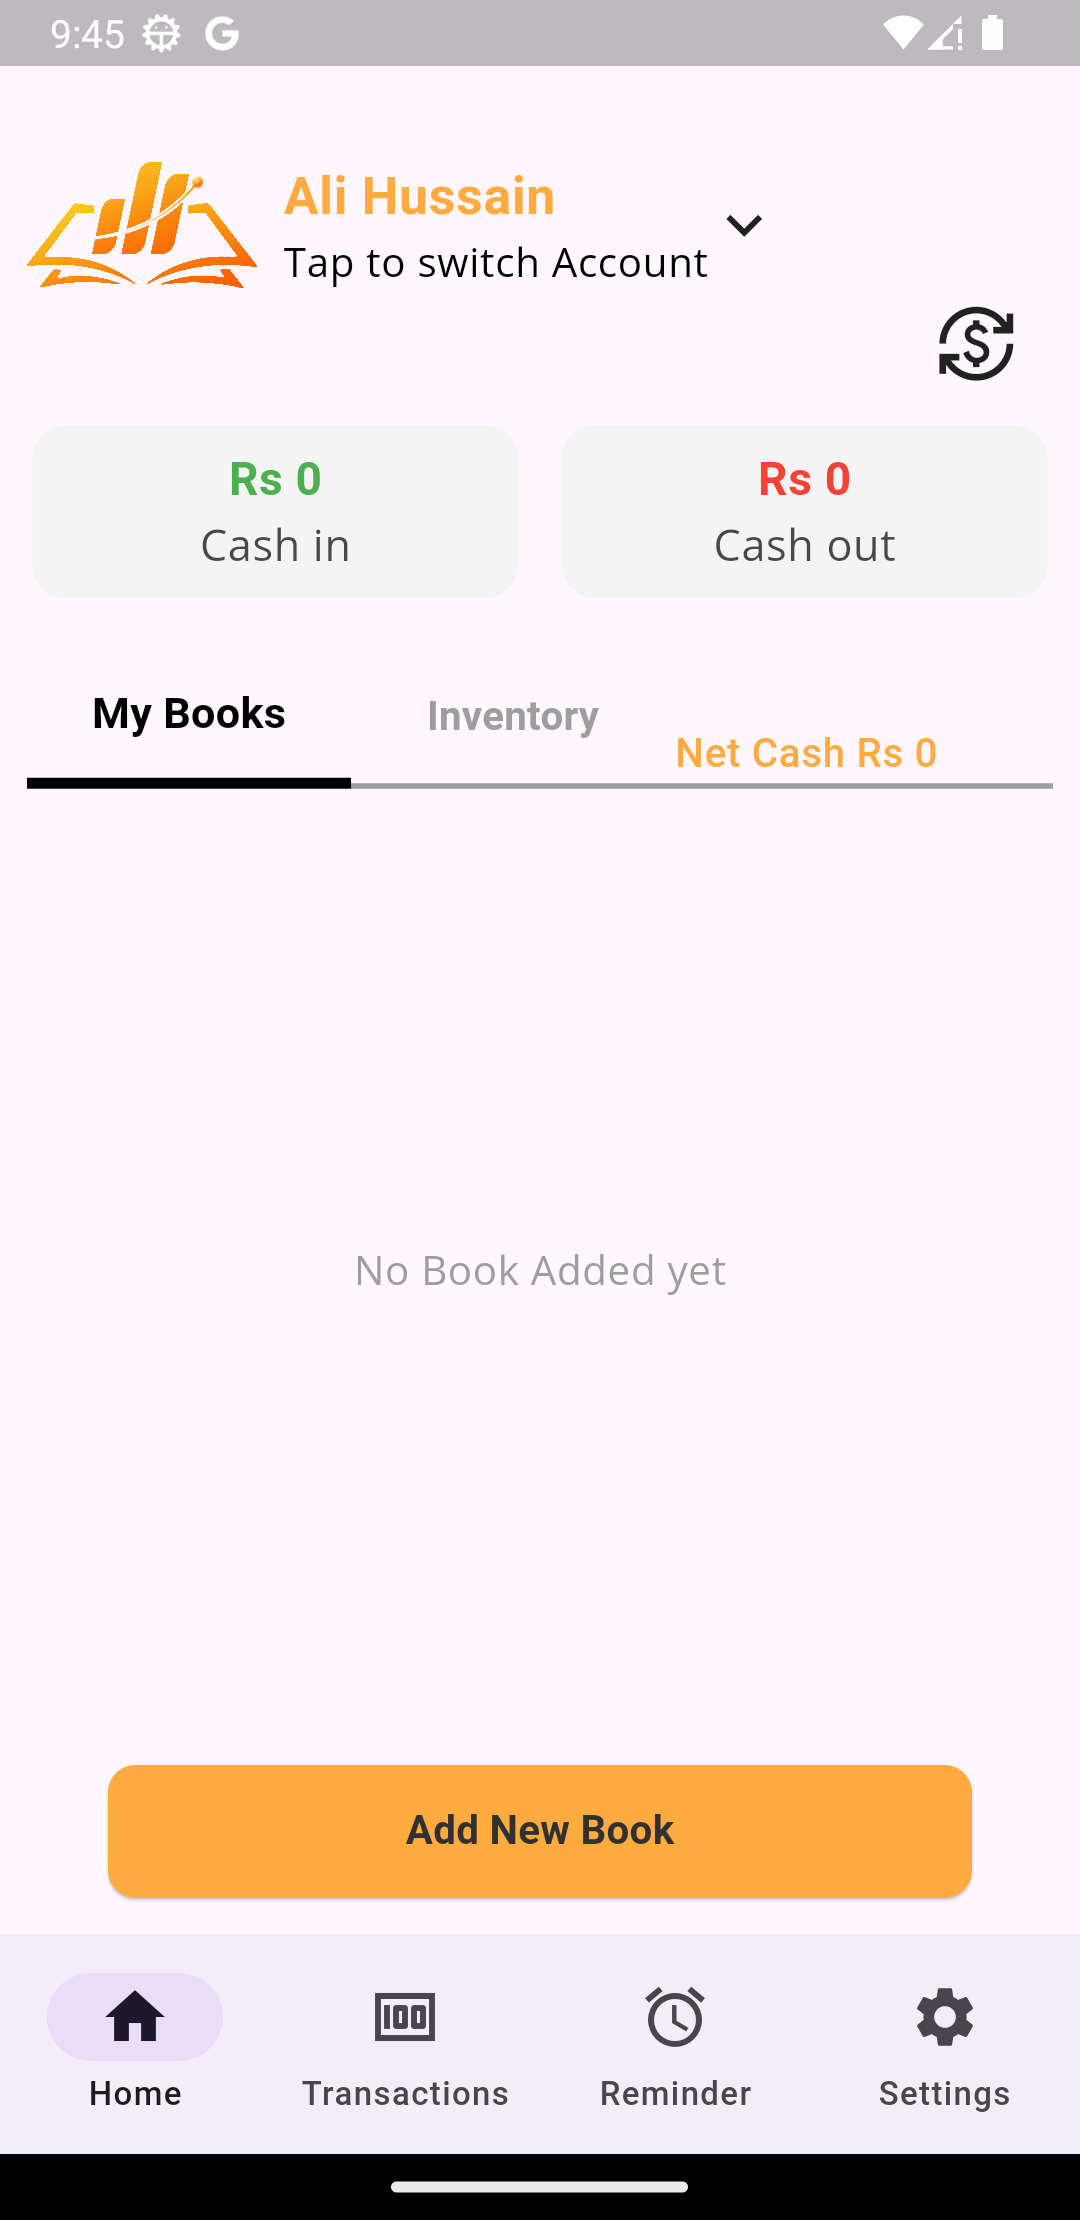 9:45
Ali Hussain
Tap to switch Account
Rs 0
Cash in
Rs 0
Cash out
My Books
Inventory
Net Cash Rs 0
No Book Added yet
Add New Book
Home
Transactions
Reminder
Settings